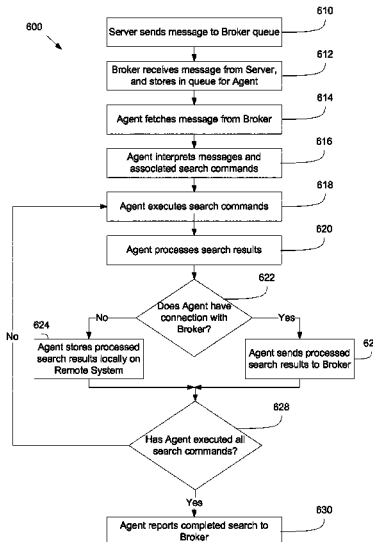 610
Server sends message to Broker queue
600
612
Broker receives message from Server,
and stores in queue for Agent
614
Agent fetches message from Broker
616
Agent interprets messages and
associated search commands
618
Agent executes search commands
620
Agent processes search results
622
Does Agent have
connection with
Broker?
No
Yes
624
Agent stores processed
search results locally on
Remote System
Agent sends processed
search results to Broker
No
628
Has Agent executed all
search commands?
Yes
630
Agent reports completed search to
Broker